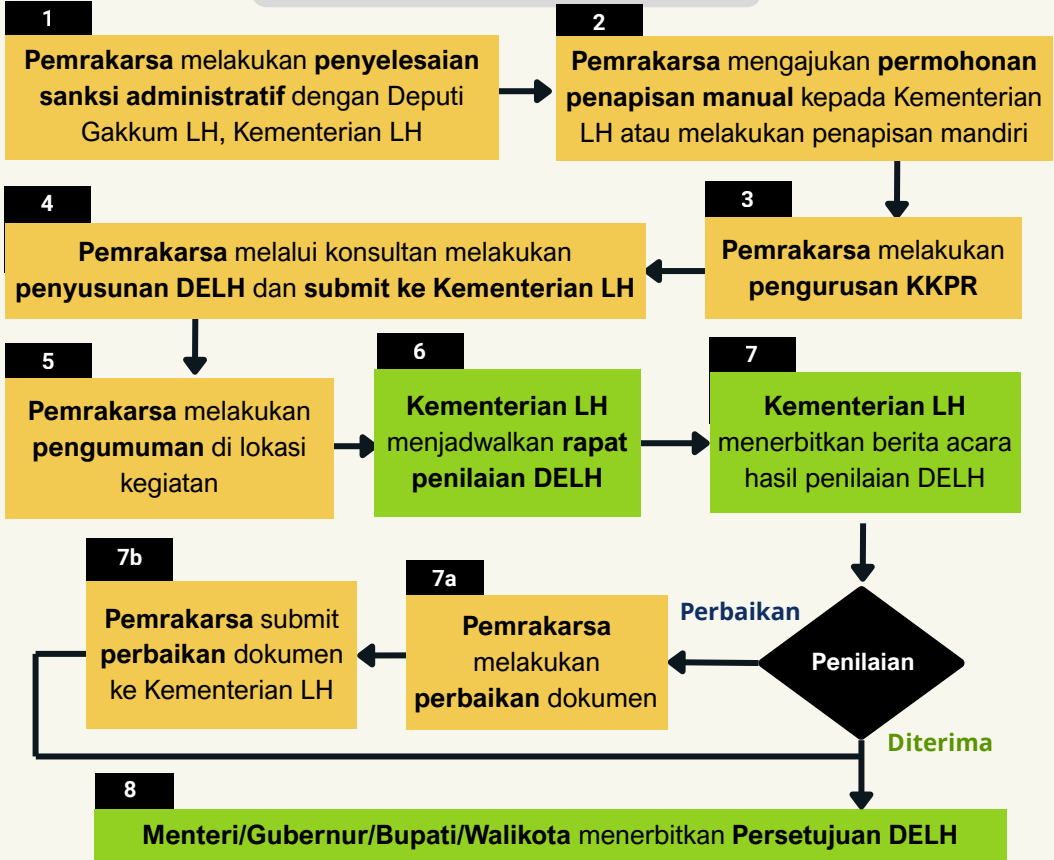 1
Pemrakarsa melakukan penyelesaian
sanksi administratif dengan Deputi
Gakkum LH, Kementerian LH
2
Pemrakarsa mengajukan permohonan
penapisan manual kepada Kementerian
LH atau melakukan penapisan mandiri
3
Pemrakarsa melakukan
pengurusan KKPR
4
Pemrakarsa melalui konsultan melakukan
penyusunan DELH dan submit ke Kementerian LH
5
Pemrakarsa melakukan
pengumuman di lokasi
kegiatan
6
Kementerian LH
menjadwalkan rapat
penilaian DELH
7
Kementerian LH
menerbitkan berita acara
hasil penilaian DELH
Penilaian
Perbaikan
7a
Pemrakarsa
melakukan
perbaikan dokumen
7b
Pemrakarsa submit
perbaikan dokumen
ke Kementerian LH
Diterima
8
Menteri/Gubernur/Bupati/Walikota menerbitkan Persetujuan DELH